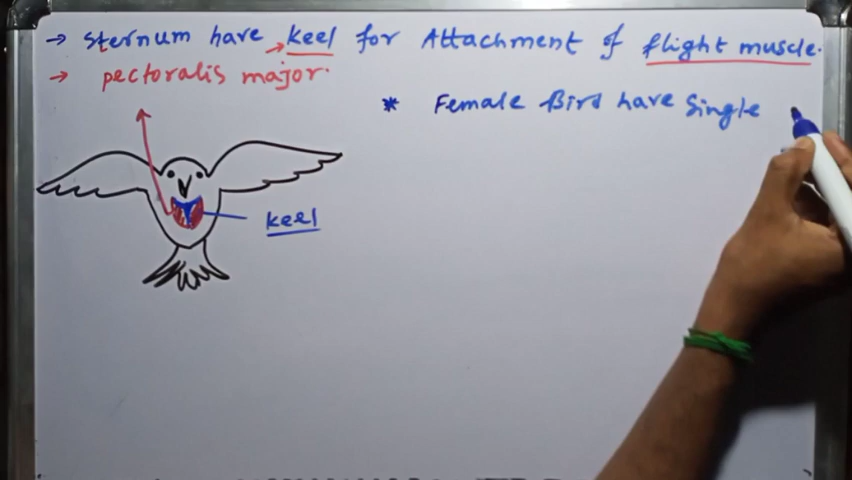 → Sternum have → keel for Attachment of flight muscle.
→ pectoralis major.
* Female Bird have Single
keel